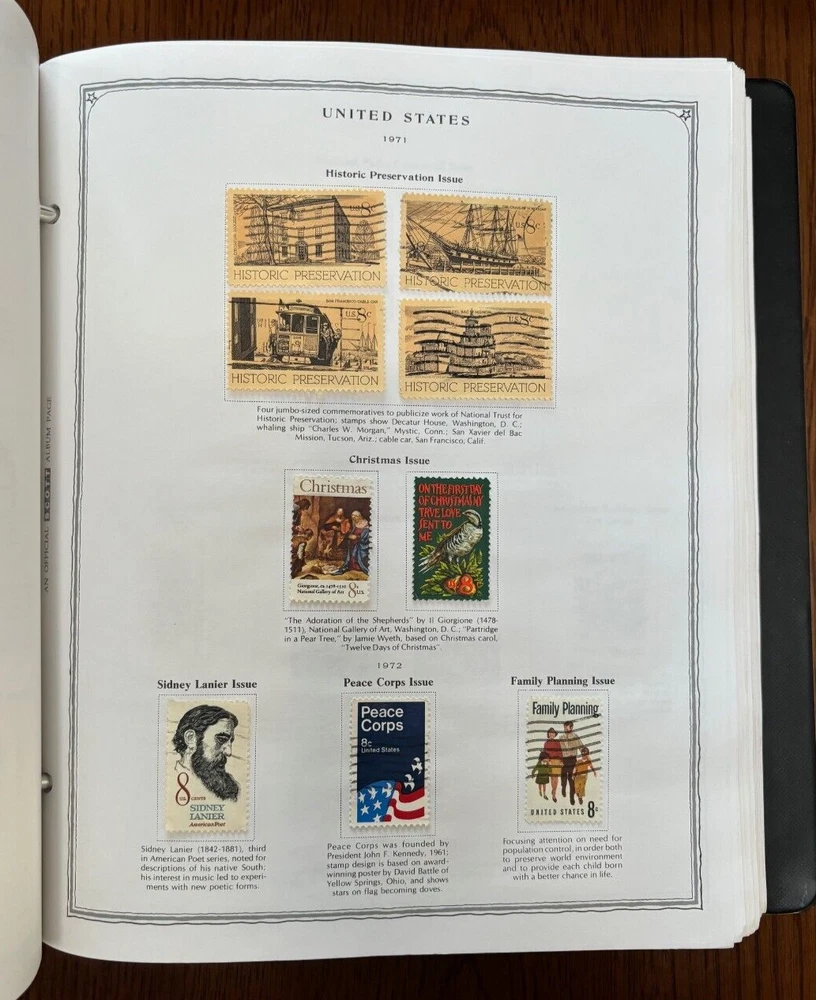 UNITED STATES
1971
Historic Preservation Issue
U.S. 8c
HISTORIC PRESERVATION
U.S. 8c
HISTORIC PRESERVATION
SAN FRANCISCO CABLE CAR
U.S. 8c
HISTORIC PRESERVATION
U.S. 8c
HISTORIC PRESERVATION
Four jumbo-sized commemoratives to publicize work of National Trust for
Historic Preservation; stamps show Decatur House, Washington, D. C.;
whaling ship "Charles W. Morgan," Mystic, Conn.; San Xavier del Bac
Mission, Tucson, Ariz.; cable car, San Francisco, Calif.
Christmas Issue
Christmas
Giorgione, ca. 1478-1510
National Gallery of Art
8c U.S.
ON THE FIRST DAY
OF CHRISTMAS MY
TRUE LOVE
SENT TO
ME
"The Adoration of the Shepherds" by Il Giorgione (1478-
1511), National Gallery of Art, Washington, D. C.; "Partridge
in a Pear Tree," by Jamie Wyeth, based on Christmas carol,
"Twelve Days of Christmas".
1972
Sidney Lanier Issue
8
U.S. CENTS
SIDNEY
LANIER
American Poet
Sidney Lanier (1842-1881), third
in American Poet series, noted for
descriptions of his native South;
his interest in music led to experi-
ments with new poetic forms.
Peace Corps Issue
Peace
Corps
8c
United States
Peace Corps was founded by
President John F. Kennedy, 1961;
stamp design is based on award-
winning poster by David Battle of
Yellow Springs, Ohio, and shows
stars on flag becoming doves.
Family Planning Issue
Family Planning
UNITED STATES 8c
Focusing attention on need for
population control, in order both
to preserve world environment
and to provide each child born
with a better chance in life.
AN OFFICIAL SCOTT ALBUM PAGE